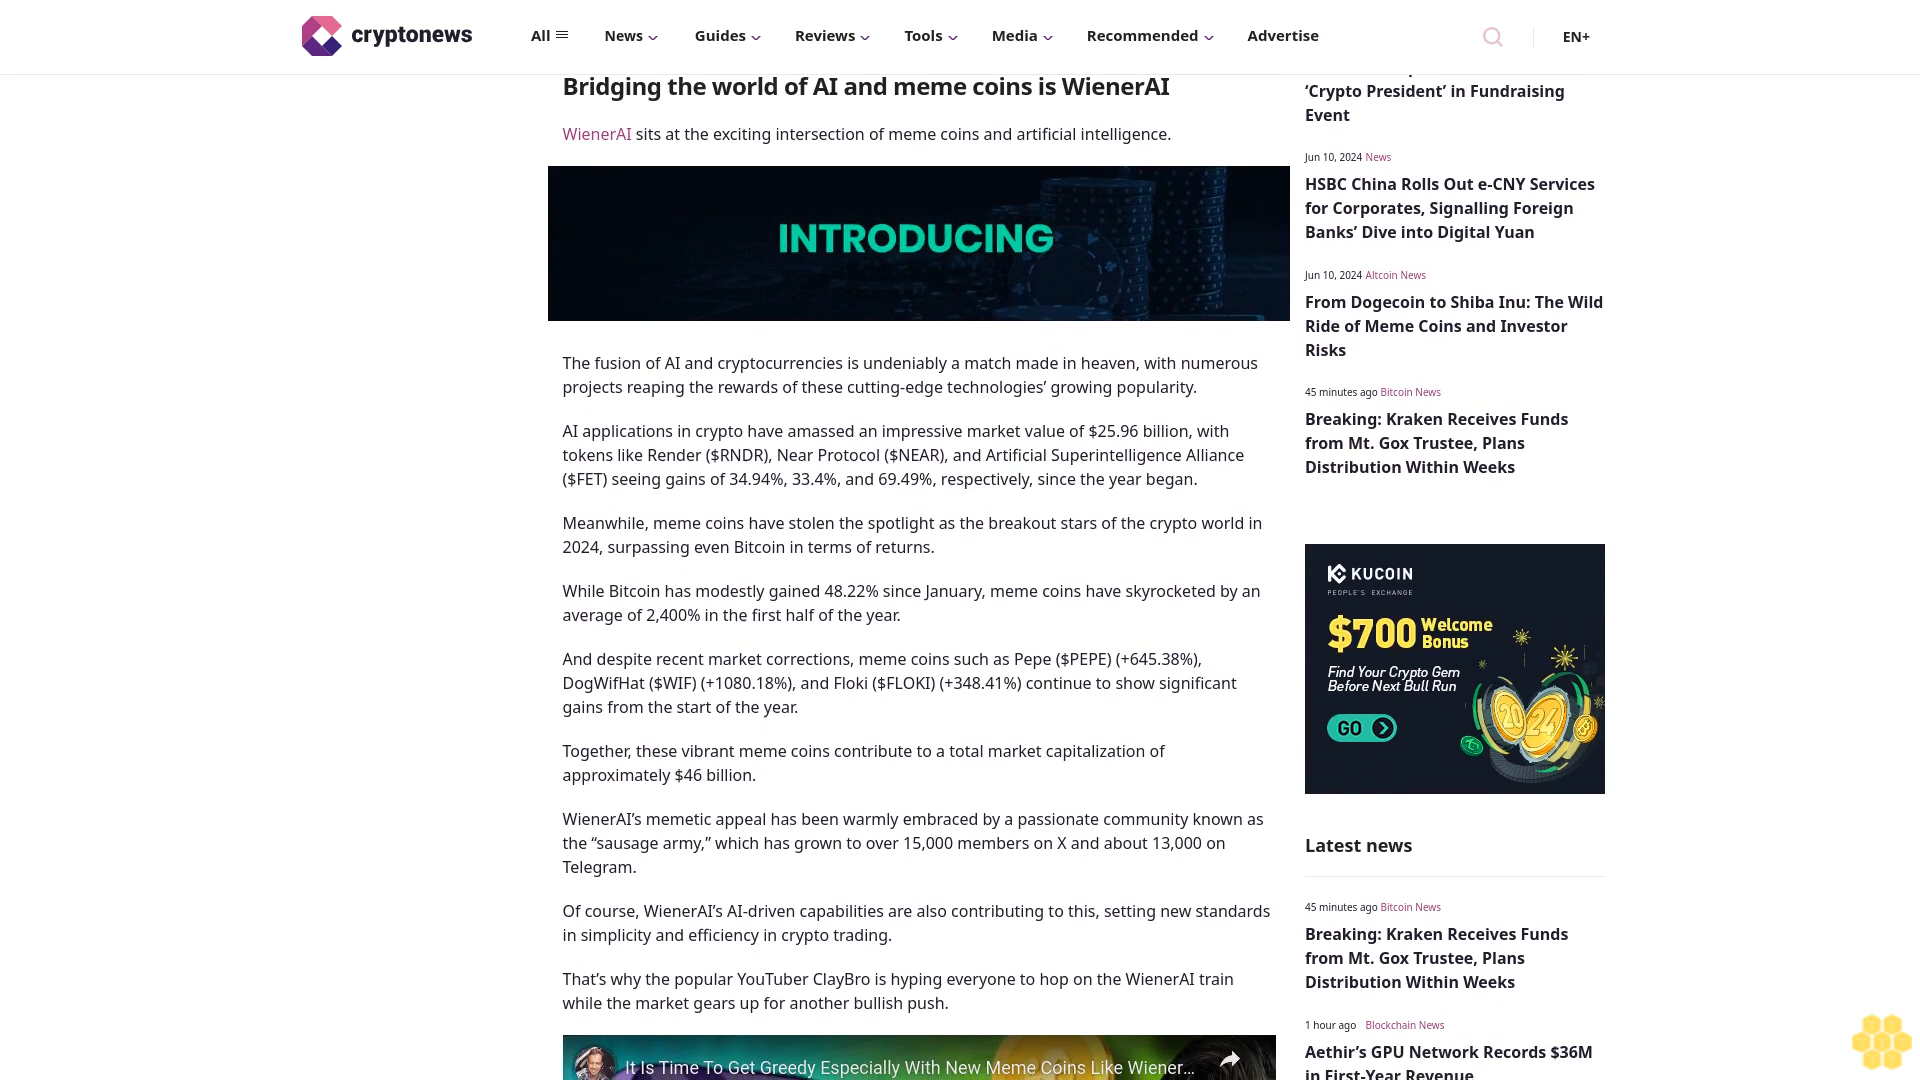 cryptonews
All
News
Guides
Reviews
Tools
Media
Recommended
Advertise
EN+
Bridging the world of AI and meme coins is WienerAI
WienerAI sits at the exciting intersection of meme coins and artificial intelligence.
INTRODUCING
The fusion of AI and cryptocurrencies is undeniably a match made in heaven, with numerous
projects reaping the rewards of these cutting-edge technologies’ growing popularity.
AI applications in crypto have amassed an impressive market value of $25.96 billion, with
tokens like Render ($RNDR), Near Protocol ($NEAR), and Artificial Superintelligence Alliance
($FET) seeing gains of 34.94%, 33.4%, and 69.49%, respectively, since the year began.
Meanwhile, meme coins have stolen the spotlight as the breakout stars of the crypto world in
2024, surpassing even Bitcoin in terms of returns.
While Bitcoin has modestly gained 48.22% since January, meme coins have skyrocketed by an
average of 2,400% in the first half of the year.
And despite recent market corrections, meme coins such as Pepe ($PEPE) (+645.38%),
DogWifHat ($WIF) (+1080.18%), and Floki ($FLOKI) (+348.41%) continue to show significant
gains from the start of the year.
Together, these vibrant meme coins contribute to a total market capitalization of
approximately $46 billion.
WienerAI’s memetic appeal has been warmly embraced by a passionate community known as
the “sausage army,” which has grown to over 15,000 members on X and about 13,000 on
Telegram.
Of course, WienerAI’s AI-driven capabilities are also contributing to this, setting new standards
in simplicity and efficiency in crypto trading.
That’s why the popular YouTuber ClayBro is hyping everyone to hop on the WienerAI train
while the market gears up for another bullish push.
It Is Time To Get Greedy Especially With New Meme Coins Like Wiener...
‘Crypto President’ in Fundraising
Event
Jun 10, 2024 News
HSBC China Rolls Out e-CNY Services
for Corporates, Signalling Foreign
Banks’ Dive into Digital Yuan
Jun 10, 2024 Altcoin News
From Dogecoin to Shiba Inu: The Wild
Ride of Meme Coins and Investor
Risks
45 minutes ago Bitcoin News
Breaking: Kraken Receives Funds
from Mt. Gox Trustee, Plans
Distribution Within Weeks
KUCOIN
PEOPLE'S EXCHANGE
$700 Welcome
Bonus
Find Your Crypto Gem
Before Next Bull Run
GO
20 24
Latest news
45 minutes ago Bitcoin News
Breaking: Kraken Receives Funds
from Mt. Gox Trustee, Plans
Distribution Within Weeks
1 hour ago Blockchain News
Aethir’s GPU Network Records $36M
in First-Year Revenue